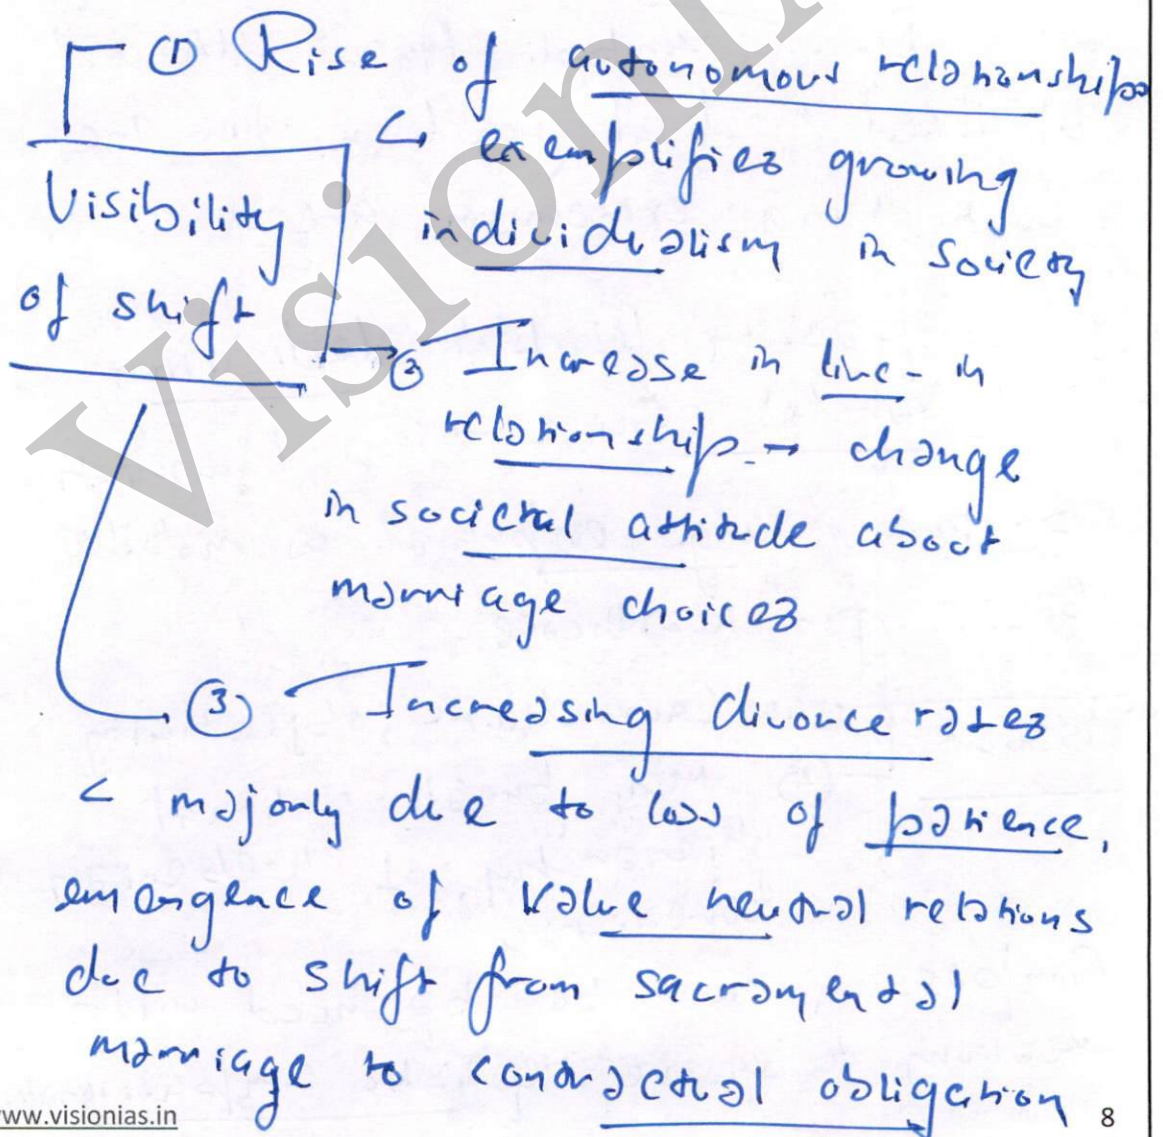 ① Rise of autonomous relationships
↳ exemplifies growing
individualism in society
Visibility
of shift
② Increase in live-in
relationship → change
in societal attitude about
marriage choices
③ Increasing divorce rates
< majorly due to loss of patience,
emergence of value neutral relations
due to shift from sacramental
marriage to contractual obligation
www.visionias.in
8
Vision